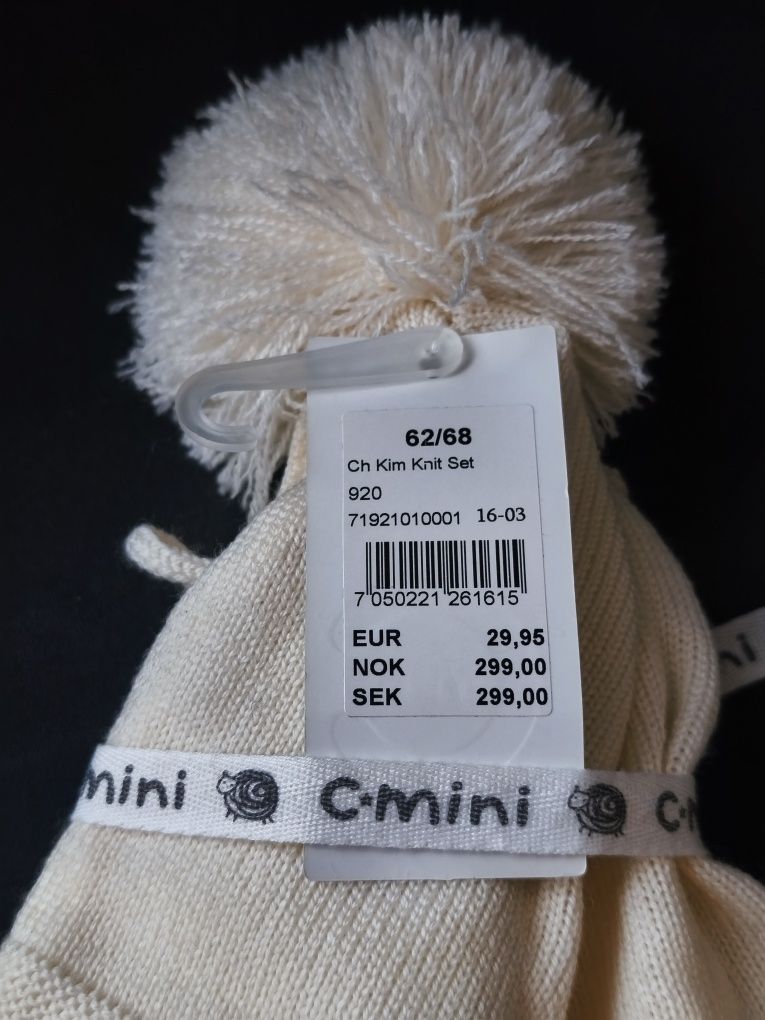 62/68
Ch Kim Knit Set
920
71921010001 16-03
7 050221 261615
EUR 29,95
NOK 299,00
SEK 299,00
mini
c★mini